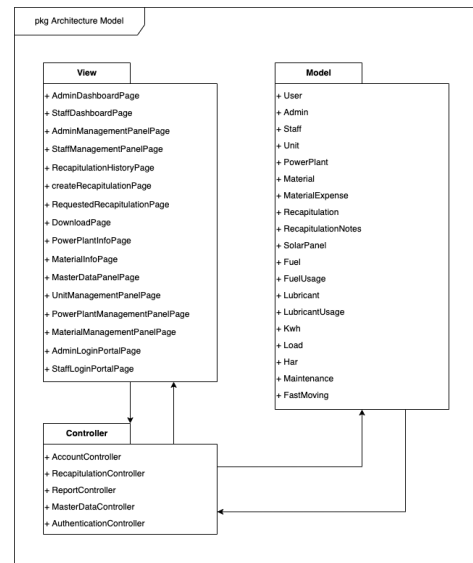 pkg Architecture Model
View
+ AdminDashboardPage
+ StaffDashboardPage
+ AdminManagementPanelPage
+ StaffManagementPanelPage
+ RecapitulationHistoryPage
+ createRecapitulationPage
+ RequestedRecapitulationPage
+ DownloadPage
+ PowerPlantInfoPage
+ MaterialInfoPage
+ MasterDataPanelPage
+ UnitManagementPanelPage
+ PowerPlantManagementPanelPage
+ MaterialManagementPanelPage
+ AdminLoginPortalPage
+ StaffLoginPortalPage
Model
+ User
+ Admin
+ Staff
+ Unit
+ PowerPlant
+ Material
+ MaterialExpense
+ Recapitulation
+ RecapitulationNotes
+ SolarPanel
+ Fuel
+ FuelUsage
+ Lubricant
+ LubricantUsage
+ Kwh
+ Load
+ Har
+ Maintenance
+ FastMoving
Controller
+ AccountController
+ RecapitulationController
+ ReportController
+ MasterDataController
+ AuthenticationController